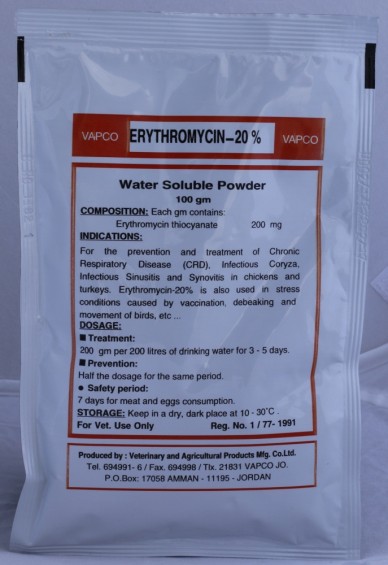 VAPCO ERYTHROMYCIN-20 % VAPCO
Water Soluble Powder
100 gm
COMPOSITION: Each gm contains:
Erythromycin thiocyanate 200 mg
INDICATIONS:
For the prevention and treatment of Chronic
Respiratory Disease (CRD), Infectious Coryza,
Infectious Sinusitis and Synovitis in chickens and
turkeys. Erythromycin-20% is also used in stress
conditions caused by vaccination, debeaking and
movement of birds, etc ...
DOSAGE:
■ Treatment:
200 gm per 200 litres of drinking water for 3 - 5 days.
■ Prevention:
Half the dosage for the same period.
● Safety period:
7 days for meat and eggs consumption.
STORAGE: Keep in a dry, dark place at 10 - 30°C .
For Vet. Use Only Reg. No. 1 / 77- 1991
Produced by : Veterinary and Agricultural Products Mfg. Co.Ltd.
Tel. 694991- 6 / Fax. 694998 / Tlx. 21831 VAPCO JO.
P.O.Box: 17058 AMMAN - 11195 - JORDAN